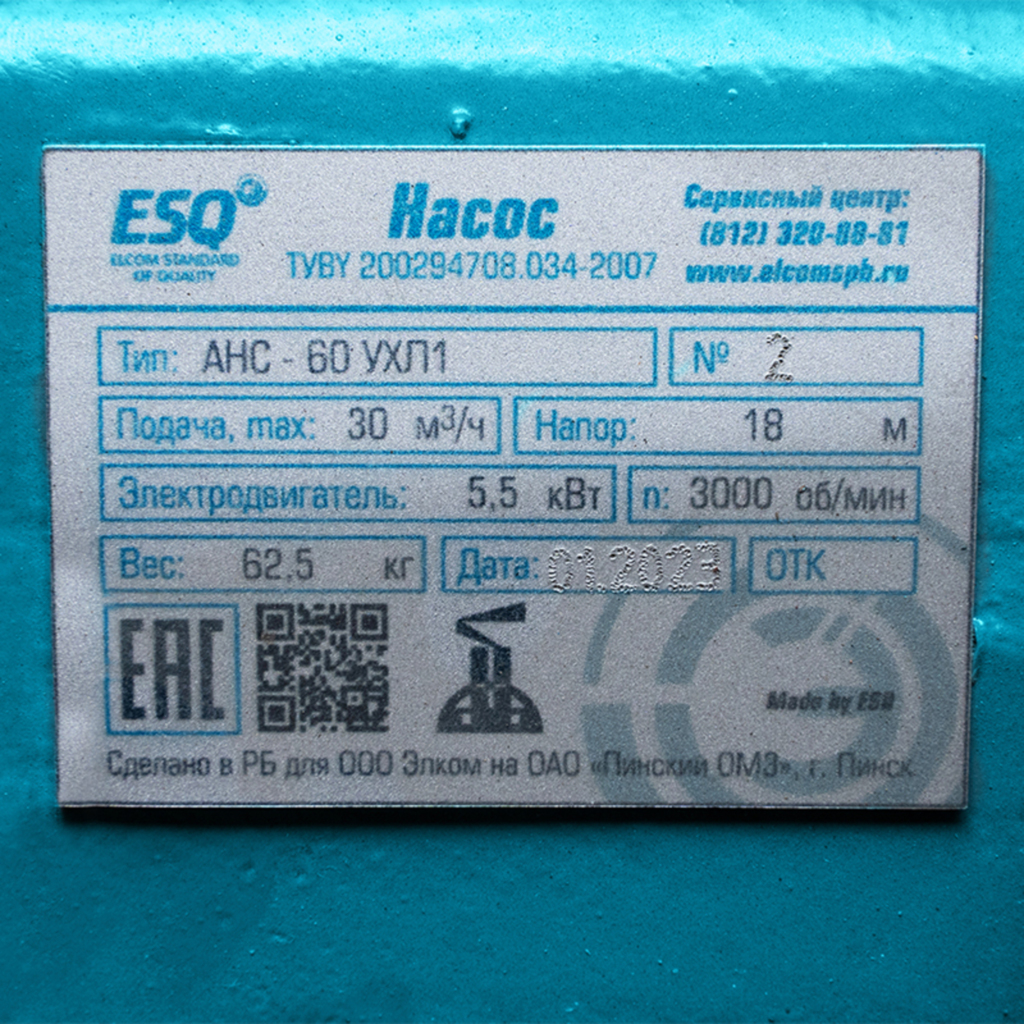 ESQ
ELCOM STANDARD
OF QUALITY
Насос
ТУBY 200294708.034-2007
Сервисный центр:
(812) 320-88-81
www.elcomspb.ru
Тип: АНС - 60 УХЛ1
№ 2
Подача, max: 30 м³/ч
Напор: 18 м
Электродвигатель: 5,5 кВт
n: 3000 об/мин
Вес: 62.5 кг
Дата: 01.2023
ОТК
EAC
Made by ESQ
Сделано в РБ для ООО Элком на ОАО «Пинский ОМЗ», г. Пинск